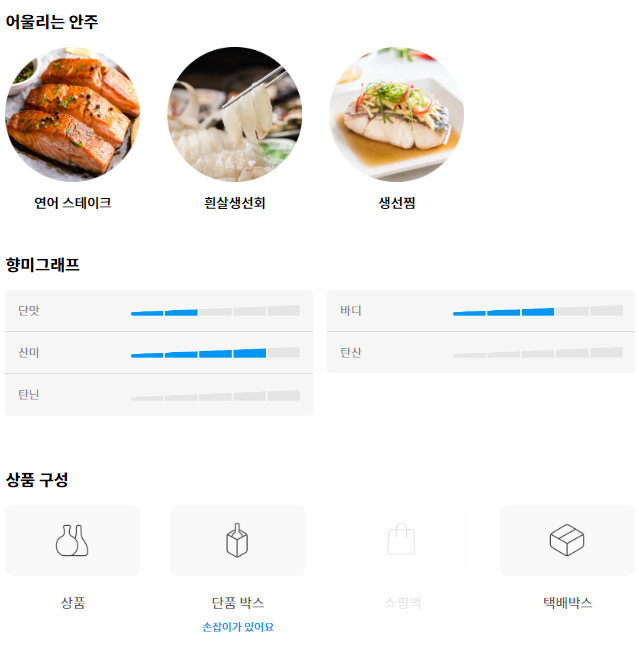 어울리는 안주
연어 스테이크
흰살생선회
생선찜
향미그래프
단맛
바디
산미
탄산
탄닌
상품 구성
상품
단품 박스
쇼핑백
택배박스
손잡이가 있어요